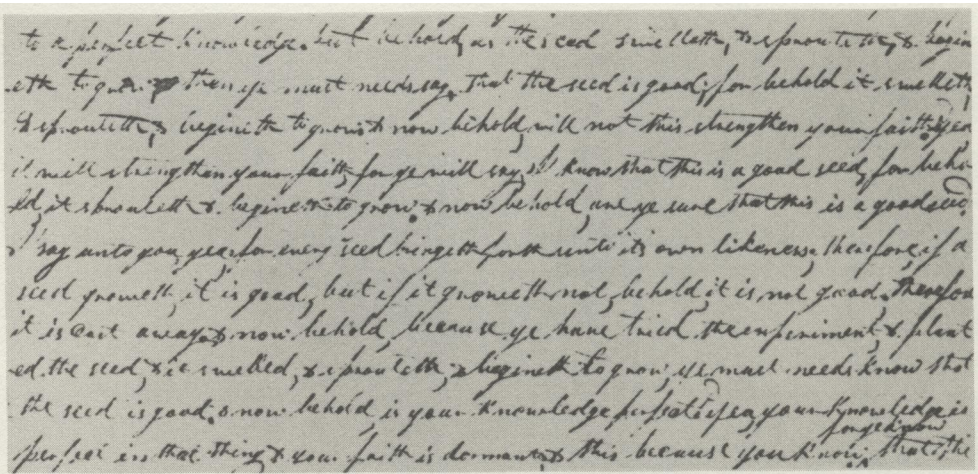 to a perfect knowledge. but behold, as the seed swelleth, & sprouteth, & begin
eth to grow then ye must needs say, that the seed is good; for behold it swelleth,
& sprouteth, & begineth to grow & now behold, will not this strengthen your faith, yea
it will strengthen your faith, for ye will say, I know that this is a good seed, for beho
ld, it sprouteth & begineth to grow. & now behold, are ye sure that this is a good seed,
I say unto you, yea, for evry seed bringeth forth unto its own likeness; therefore, if a
seed groweth, it is good, but if it groweth not, behold, it is not good. therefore
it is cast away. & now behold, because ye have tried the experiment, & plant
ed the seed, & it swelled, & sprouteth, & begineth to grow, ye must needs know that
the seed is good. & now behold is your knowledge perfect, yea, your knowledge is
for ye know
perfect in that thing, & your faith is dormant, & this because you know, that the